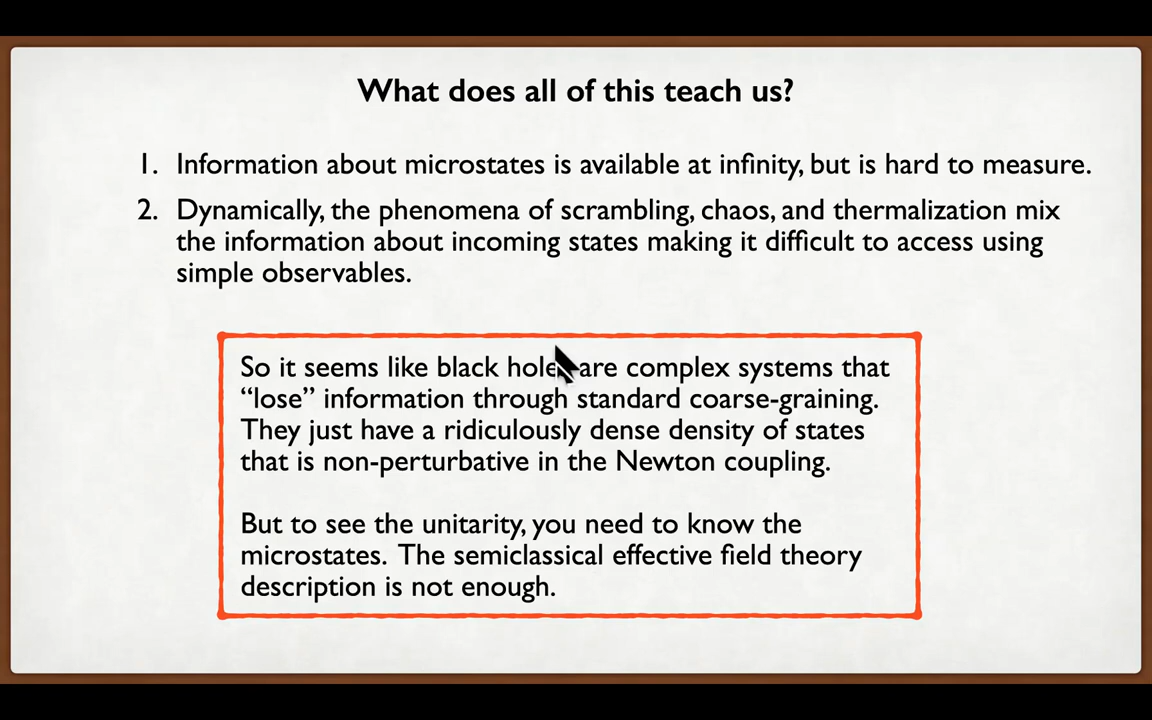 What does all of this teach us?
1. Information about microstates is available at infinity, but is hard to measure.
2. Dynamically, the phenomena of scrambling, chaos, and thermalization mix
the information about incoming states making it difficult to access using
simple observables.
So it seems like black holes are complex systems that
“lose” information through standard coarse-graining.
They just have a ridiculously dense density of states
that is non-perturbative in the Newton coupling.
But to see the unitarity, you need to know the
microstates. The semiclassical effective field theory
description is not enough.